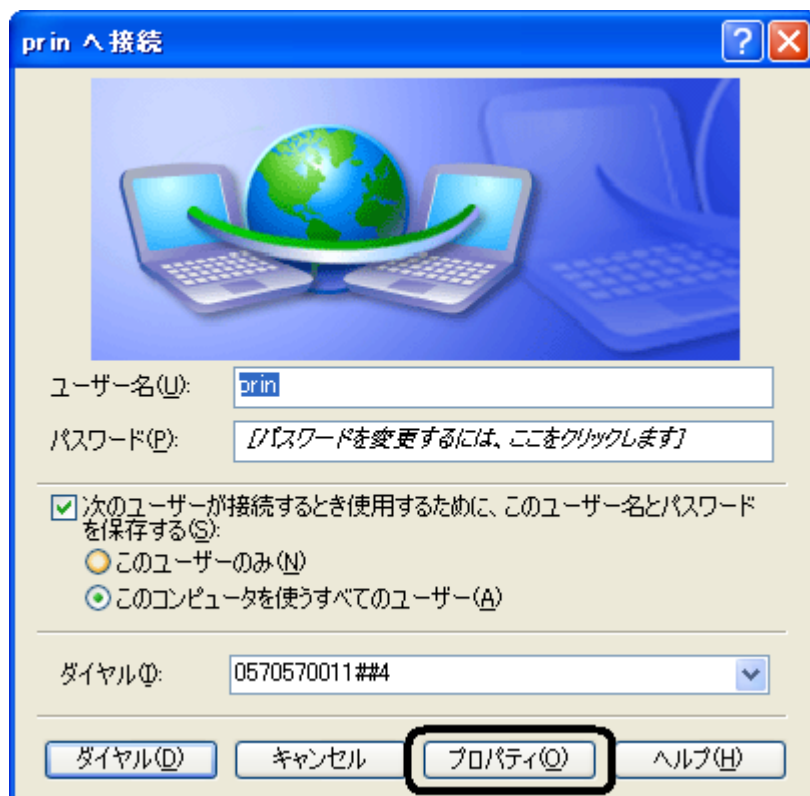 prin へ接続
ユーザー名(U):
prin
パスワード(P):
[パスワードを変更するには、ここをクリックします]
次のユーザーが接続するとき使用するために、このユーザー名とパスワード
を保存する(S):
このユーザーのみ(N)
このコンピュータを使うすべてのユーザー(A)
ダイヤル(I):
0570570011##4
ダイヤル(D)
キャンセル
プロパティ(O)
ヘルプ(H)